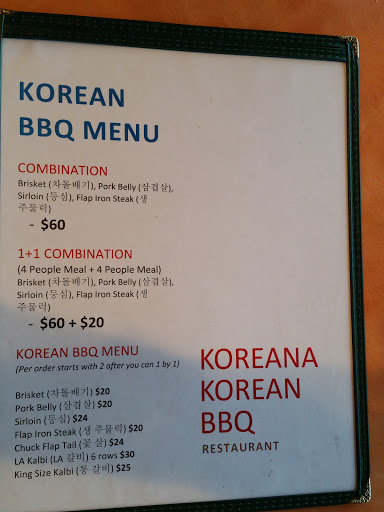 KOREAN
BBQ MENU
COMBINATION
Brisket (차돌배기), Pork Belly (삼겹살),
Sirloin (등심), Flap Iron Steak (생
주물럭)
- $60
1+1 COMBINATION
(4 People Meal + 4 People Meal)
Brisket (차돌배기), Pork Belly (삼겹살),
Sirloin (등심), Flap Iron Steak (생
주물럭)
- $60 + $20
KOREAN BBQ MENU
(Per order starts with 2 after you can 1 by 1)
Brisket (차돌배기) $20
Pork Belly (삼겹살) $20
Sirloin (등심) $24
Flap Iron Steak (생 주물럭) $20
Chuck Flap Tail (꽃 살) $24
LA Kalbi (LA 갈비) 6 rows $30
King Size Kalbi (통 갈비) $25
KOREANA
KOREAN
BBQ
RESTAURANT